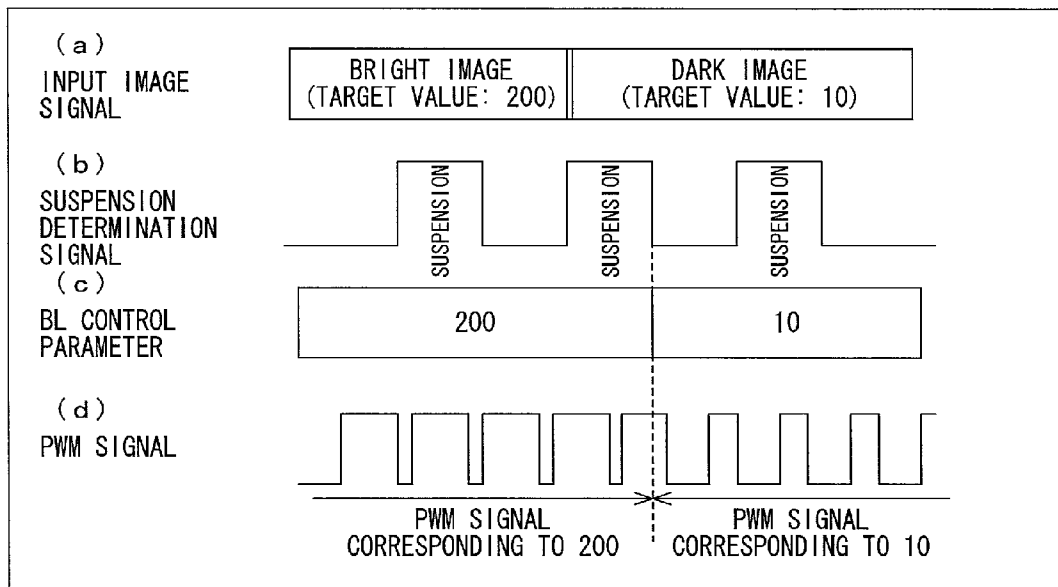 (a)
INPUT IMAGE
SIGNAL
BRIGHT IMAGE
(TARGET VALUE: 200)
DARK IMAGE
(TARGET VALUE: 10)
(b)
SUSPENSION
DETERMINATION
SIGNAL
SUSPENSION
SUSPENSION
SUSPENSION
(c)
BL CONTROL
PARAMETER
200
10
(d)
PWM SIGNAL
PWM SIGNAL
CORRESPONDING TO 200
PWM SIGNAL
CORRESPONDING TO 10